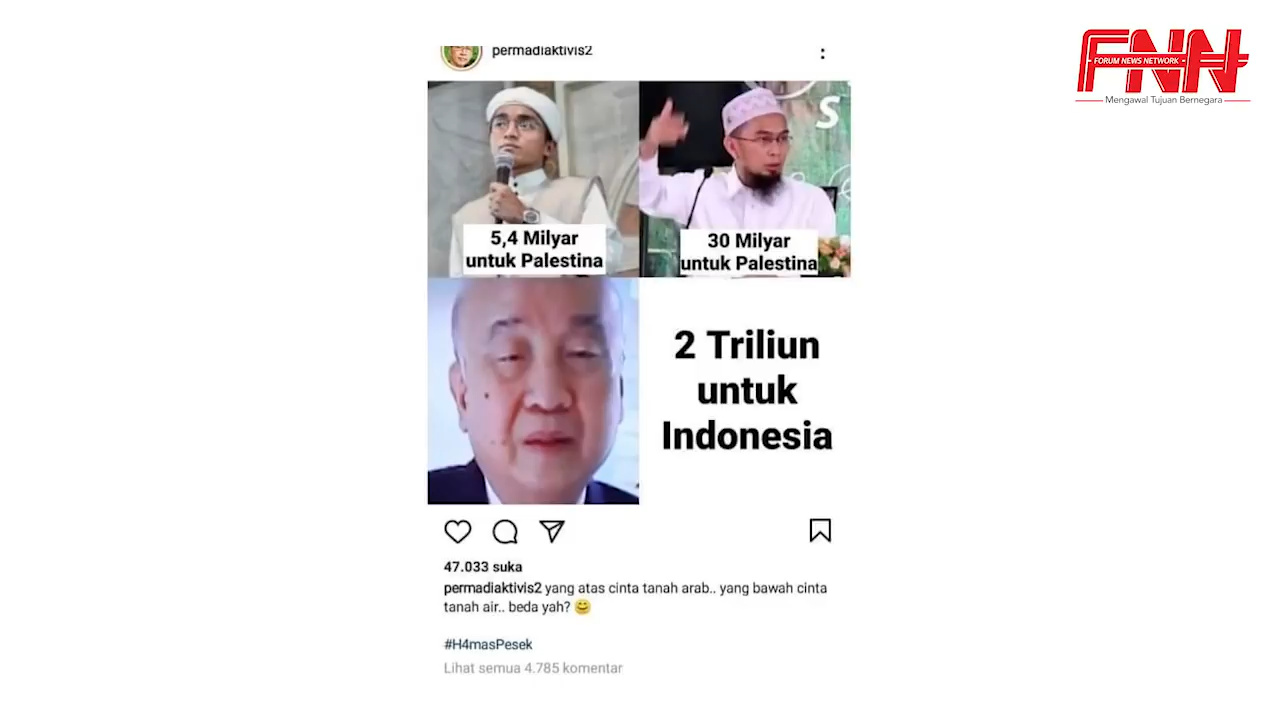 permadiaktivis2
FNN
FORUM NEWS NETWORK
Mengawal Tujuan Bernegara
S
5,4 Milyar
untuk Palestina
30 Milyar
untuk Palestina
2 Triliun
untuk
Indonesia
47.033 suka
permadiaktivis2 yang atas cinta tanah arab.. yang bawah cinta
tanah air.. beda yah? 😄
#H4masPesek
Lihat semua 4.785 komentar